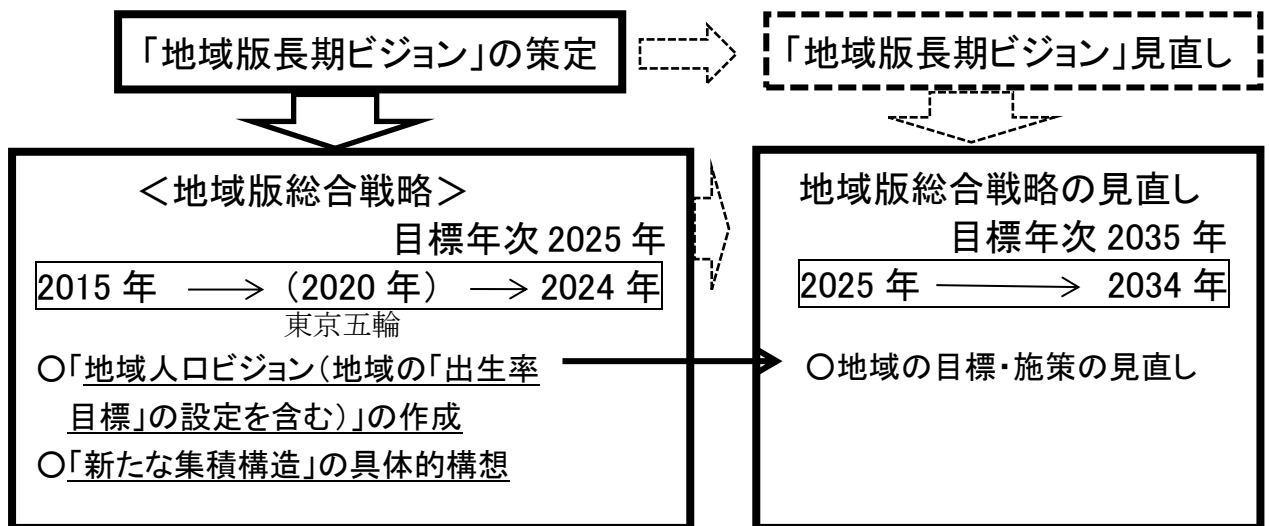 「地域版長期ビジョン」の策定
「地域版長期ビジョン」見直し
＜地域版総合戦略＞
目標年次 2025 年
2015 年 → （2020 年） → 2024 年
東京五輪
○「地域人口ビジョン（地域の「出生率
目標」の設定を含む）」の作成
○「新たな集積構造」の具体的構想
地域版総合戦略の見直し
目標年次 2035 年
2025 年 → 2034 年
○地域の目標・施策の見直し